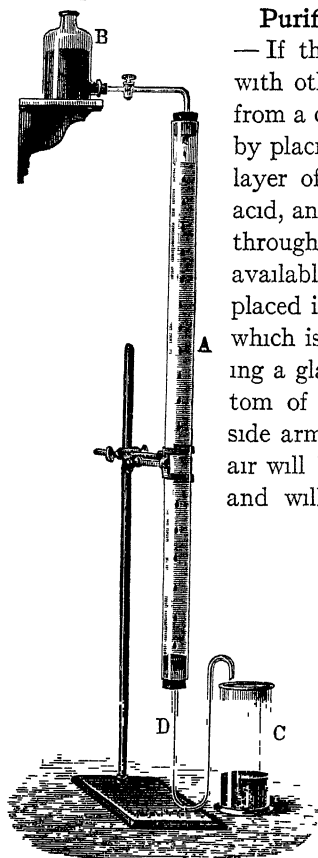 B
Purif
— If th
with oth
from a c
by placi
layer of
acid, an
through
availabl
placed i
A
which is
ing a gla
tom of
side arm
air will
and will
D
C